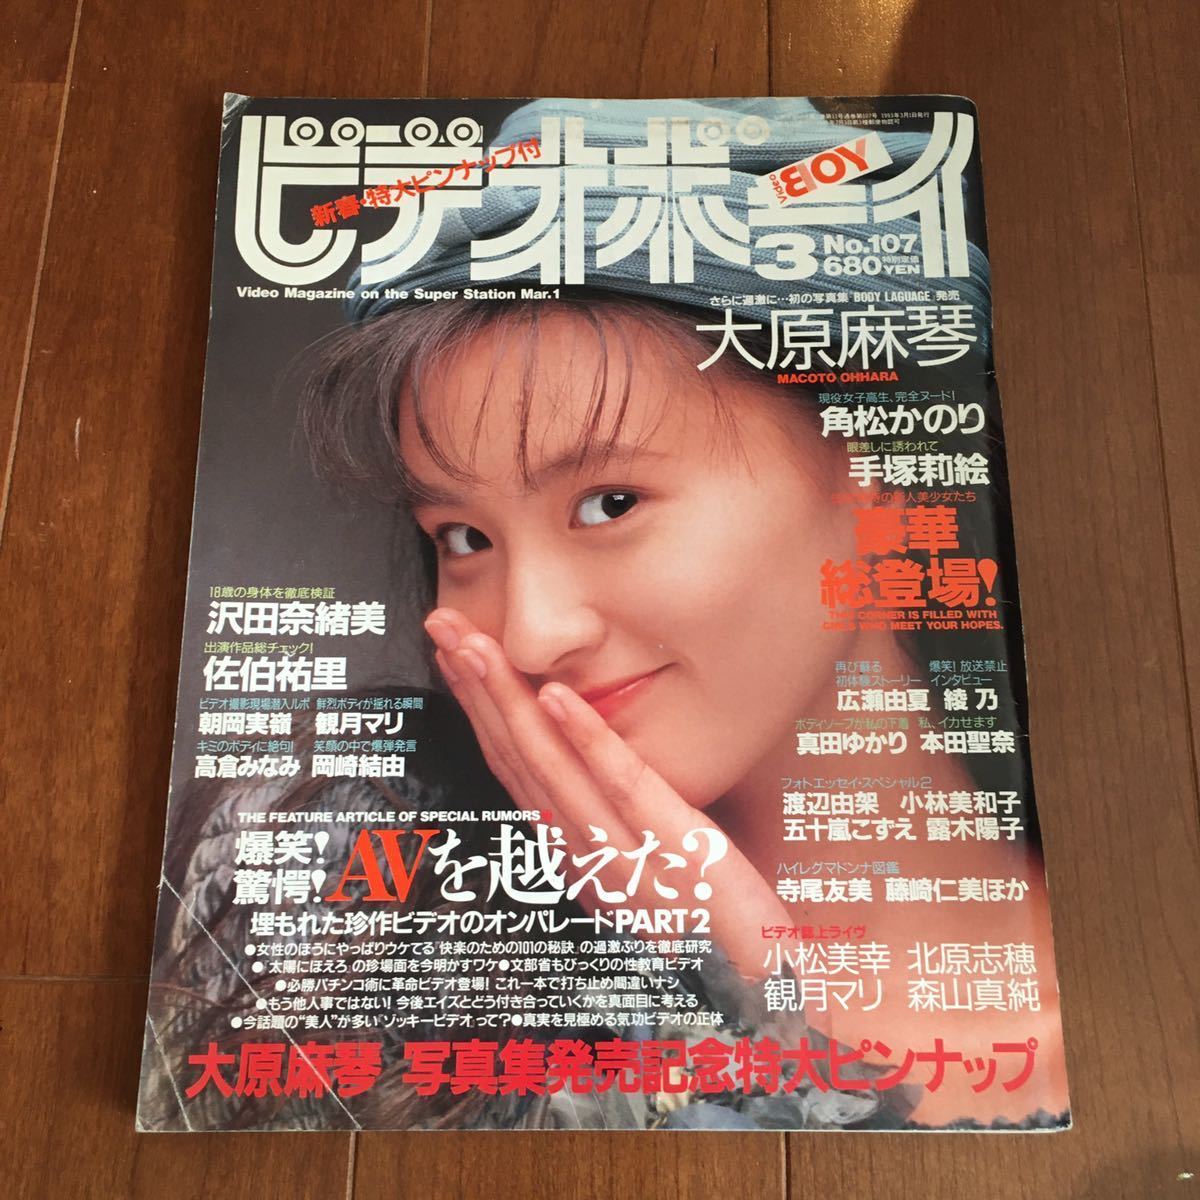 ビデオボーイ
新春・特大ピンナップ付
Video BOY
3
No.107
680YEN
特別定価
Video Magazine on the Super Station Mar.1
さらに過激に…初の写真集「BODY LAGUAGE」発売
大原麻琴
MACOTO OHHARA
現役女子高生、完全ヌード!
角松かのり
眼差しに誘われて
手塚莉絵
新人美少女たち
豪華
総登場!
THE CORNER IS FILLED WITH
GIRLS WHO MEET YOUR HOPES.
18歳の身体を徹底検証
沢田奈緒美
出演作品総チェック!
佐伯祐里
ビデオ撮影現場潜入ルポ 鮮烈ボディが揺れる瞬間
朝岡実嶺 観月マリ
キミのボディに絶句! 笑顔の中で爆弾発言
高倉みなみ 岡崎結由
再び蘇る 爆笑!放送禁止
初体験ストーリー インタビュー
広瀬由夏 綾乃
ボディソープが私の下着 私、イカせます
真田ゆかり 本田聖奈
フォトエッセイ・スペシャル2
渡辺由架 小林美和子
五十嵐こずえ 露木陽子
ハイレグマドンナ図鑑
寺尾友美 藤崎仁美ほか
ビデオ誌上ライヴ
小松美幸 北原志穂
観月マリ 森山真純
THE FEATURE ARTICLE OF SPECIAL RUMORS
爆笑!
驚愕!
AVを越えた?
埋もれた珍作ビデオのオンパレードPART2
●女性のほうにやっぱりウケてる『快楽のための101の秘訣』の過激ぶりを徹底研究
●『太陽にほえろ』の珍場面を今明かすワケ●文部省もびっくりの性教育ビデオ
●必勝パチンコ術に革命ビデオ登場! これ一本で打ち止め間違いナシ
●もう他人事ではない! 今後エイズとどう付き合っていくかを真面目に考える
●今話題の“美人”が多い『ゾッキービデオ』って?●真実を見極める気功ビデオの正体
大原麻琴 写真集発売記念特大ピンナップ